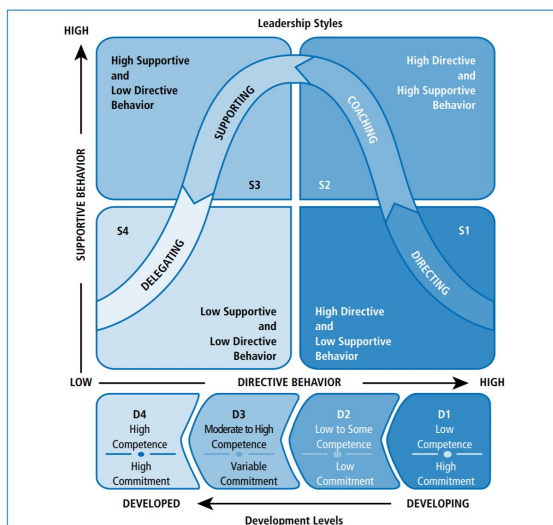 Leadership Styles
HIGH
High Supportive
and
Low Directive
Behavior
High Directive
and
High Supportive
Behavior
SUPPORTING
COACHING
S3
S2
SUPPORTIVE BEHAVIOR
S4
S1
DELEGATING
DIRECTING
Low Supportive
and
Low Directive
Behavior
High Directive
and
Low Supportive
Behavior
LOW
DIRECTIVE BEHAVIOR
HIGH
D4
High
Competence
High
Commitment
D3
Moderate to High
Competence
Variable
Commitment
D2
Low to Some
Competence
Low
Commitment
D1
Low
Competence
High
Commitment
DEVELOPED
DEVELOPING
Development Levels